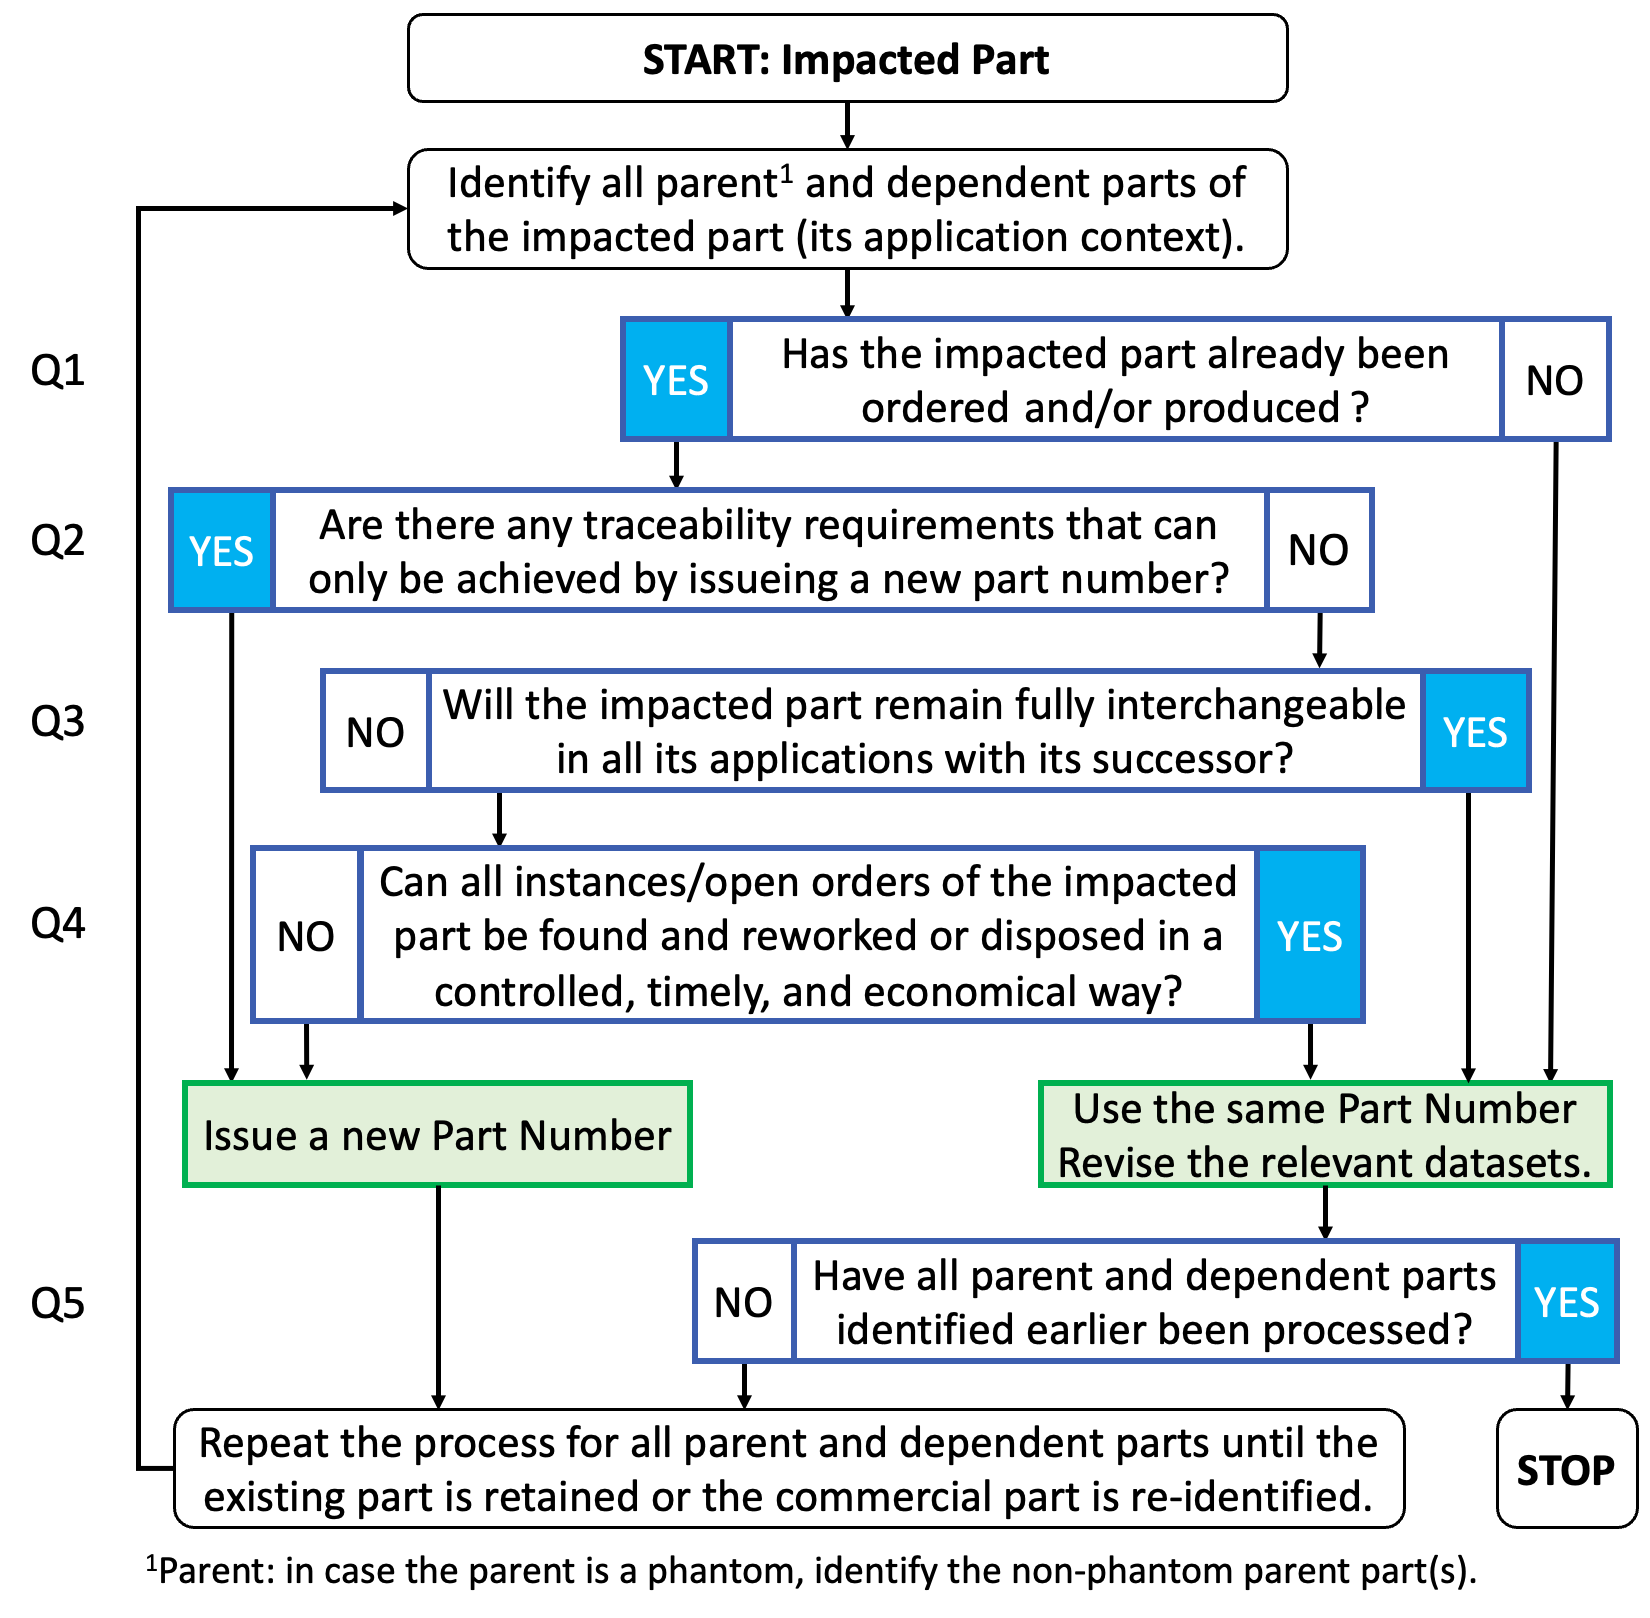 START: Impacted Part
Identify all parent¹ and dependent parts of
the impacted part (its application context).
Q1
YES
Has the impacted part already been
ordered and/or produced ?
NO
Q2
YES
Are there any traceability requirements that can
only be achieved by issueing a new part number?
NO
Q3
NO
Will the impacted part remain fully interchangeable
in all its applications with its successor?
YES
Q4
NO
Can all instances/open orders of the impacted
part be found and reworked or disposed in a
controlled, timely, and economical way?
YES
Issue a new Part Number
Use the same Part Number
Revise the relevant datasets.
Q5
NO
Have all parent and dependent parts
identified earlier been processed?
YES
Repeat the process for all parent and dependent parts until the
existing part is retained or the commercial part is re-identified.
STOP
¹Parent: in case the parent is a phantom, identify the non-phantom parent part(s).